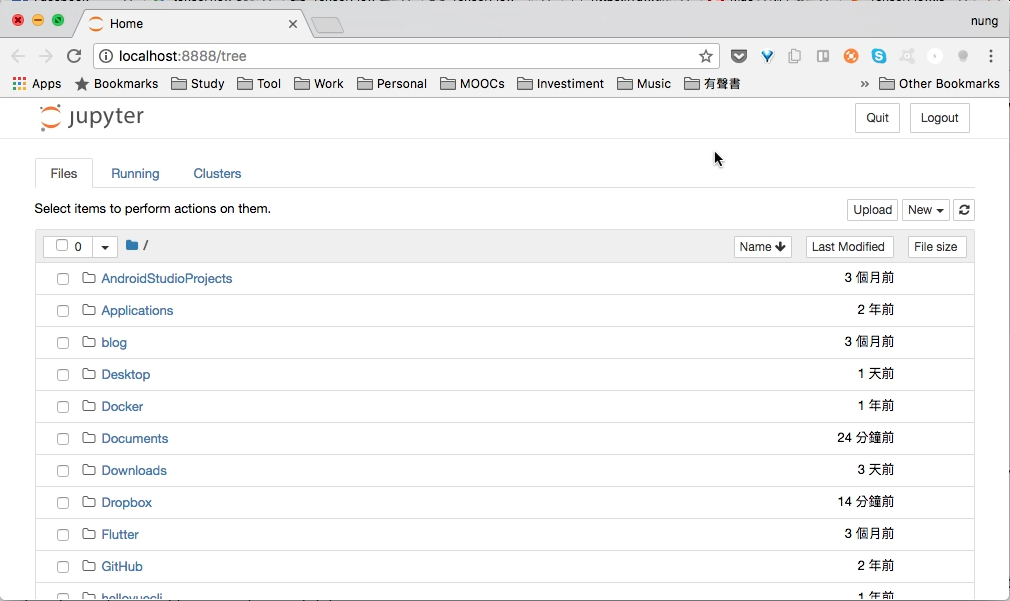 Home
nung
localhost:8888/tree
Apps Bookmarks Study Tool Work Personal MOOCs Investiment Music 有聲書 » Other Bookmarks
jupyter
Quit Logout
Files Running Clusters
Select items to perform actions on them.
Upload New
0 / Name Last Modified File size
AndroidStudioProjects 3 個月前
Applications 2 年前
blog 3 個月前
Desktop 1 天前
Docker 1 年前
Documents 24 分鐘前
Downloads 3 天前
Dropbox 14 分鐘前
Flutter 3 個月前
GitHub 2 年前
1 年前